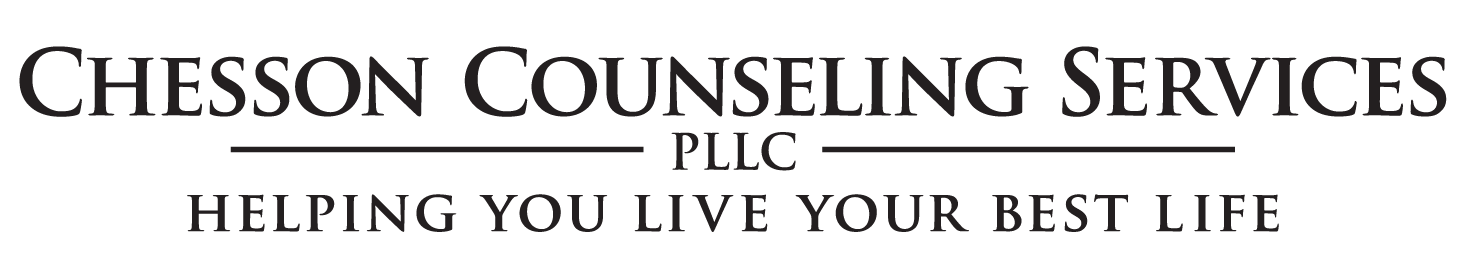 Chesson Counseling Services
PLLC
Helping You Live Your Best Life